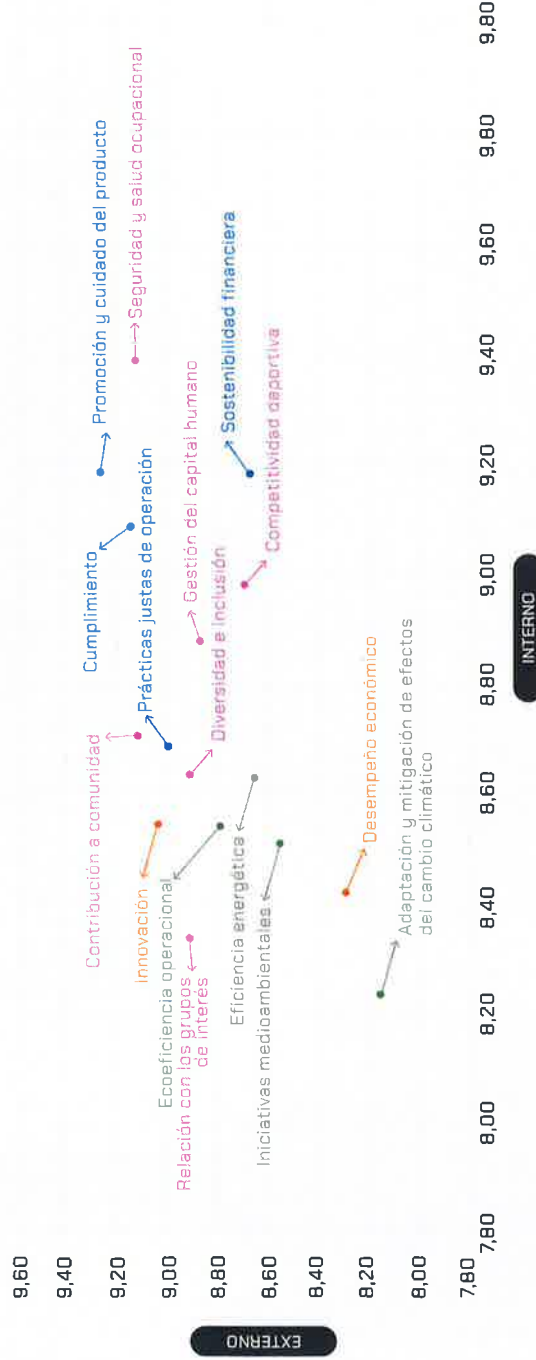 9,60
9,40
9,20
9,00
8,80
8,60
8,40
8,20
8,00
7,80
EXTERNO
Contribución a comunidad
Innovación
Ecoeficiencia operacional
Relación con los grupos
de interés
Eficiencia energética
Iniciativas medioambientales
Cumplimiento
Prácticas justas de operación
Diversidad e inclusión
Desempeño económico
Adaptación y mitigación de efectos
del cambio climático
Promoción y cuidado del producto
Seguridad y salud ocupacional
Gestión del capital humano
Sostenibilidad financiera
Competitividad deportiva
7,80
8,00
8,20
8,40
8,60
8,80
9,00
9,20
9,40
9,60
9,80
9,80
INTERNO